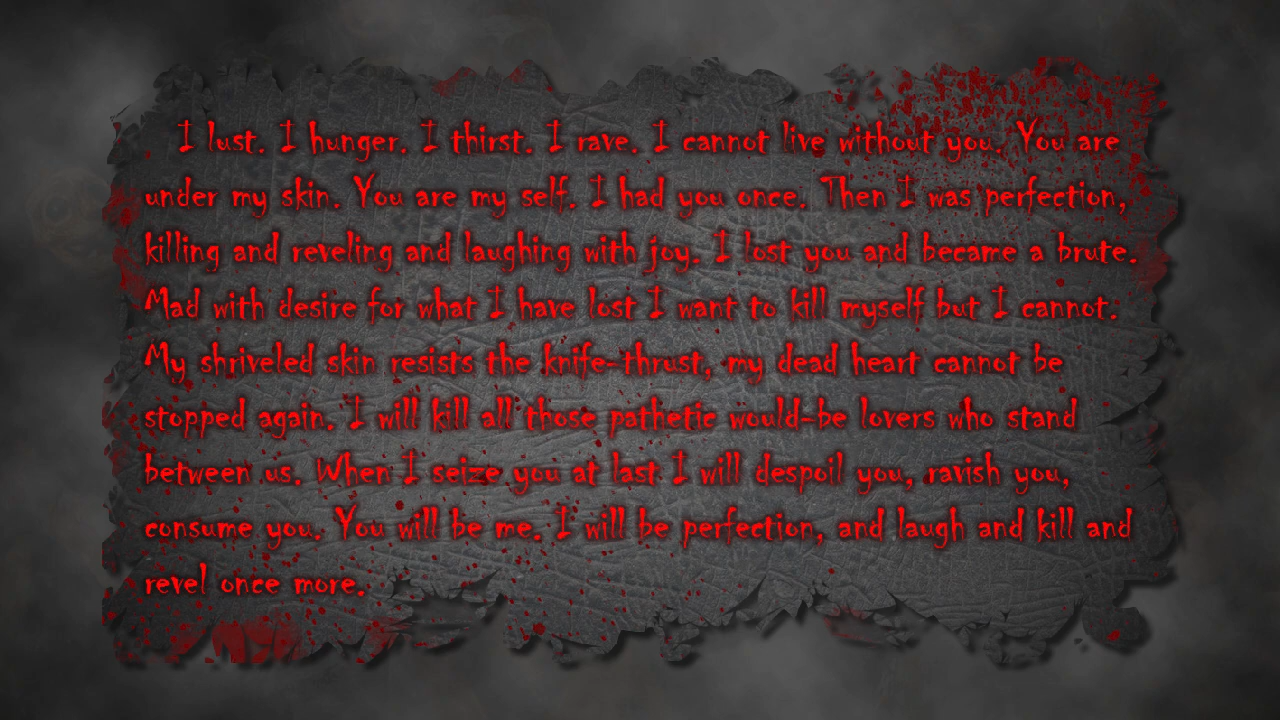 I lust. I hunger. I thirst. I rave. I cannot live without you. You are
under my skin. You are my self. I had you once. Then I was perfection,
killing and reveling and laughing with joy. I lost you and became a brute.
Mad with desire for what I have lost I want to kill myself but I cannot.
My shriveled skin resists the knife-thrust, my dead heart cannot be
stopped again. I will kill all those pathetic would-be lovers who stand
between us. When I seize you at last I will despoil you, ravish you,
consume you. You will be me. I will be perfection, and laugh and kill and
revel once more.